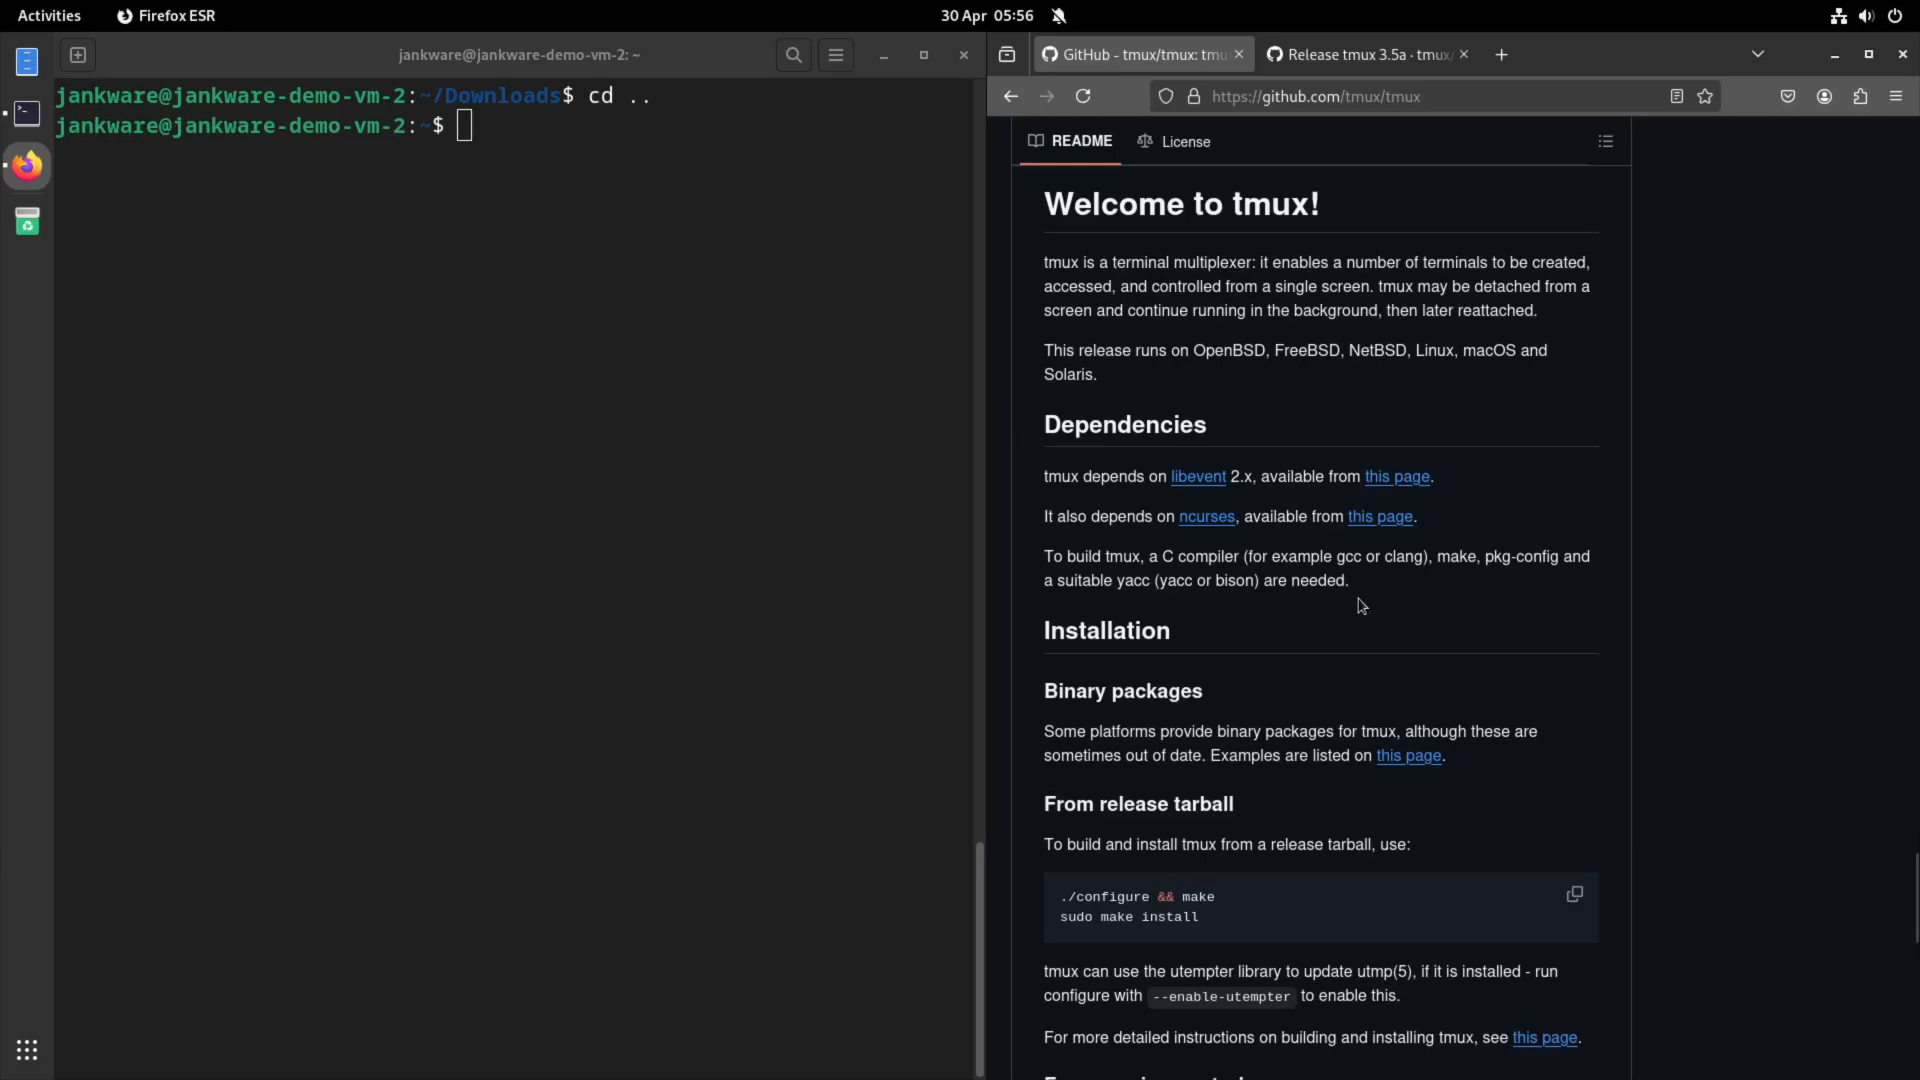 Activities
Firefox ESR
30 Apr 05:56
jankware@jankware-demo-vm-2: ~
jankware@jankware-demo-vm-2:~/Downloads$ cd ..
jankware@jankware-demo-vm-2:~$
GitHub - tmux/tmux: tmu
Release tmux 3.5a · tmux/
https://github.com/tmux/tmux
README
License
Welcome to tmux!
tmux is a terminal multiplexer: it enables a number of terminals to be created,
accessed, and controlled from a single screen. tmux may be detached from a
screen and continue running in the background, then later reattached.
This release runs on OpenBSD, FreeBSD, NetBSD, Linux, macOS and
Solaris.
Dependencies
tmux depends on libevent 2.x, available from this page.
It also depends on ncurses, available from this page.
To build tmux, a C compiler (for example gcc or clang), make, pkg-config and
a suitable yacc (yacc or bison) are needed.
Installation
Binary packages
Some platforms provide binary packages for tmux, although these are
sometimes out of date. Examples are listed on this page.
From release tarball
To build and install tmux from a release tarball, use:
./configure && make
sudo make install
tmux can use the utempter library to update utmp(5), if it is installed - run
configure with --enable-utempter to enable this.
For more detailed instructions on building and installing tmux, see this page.